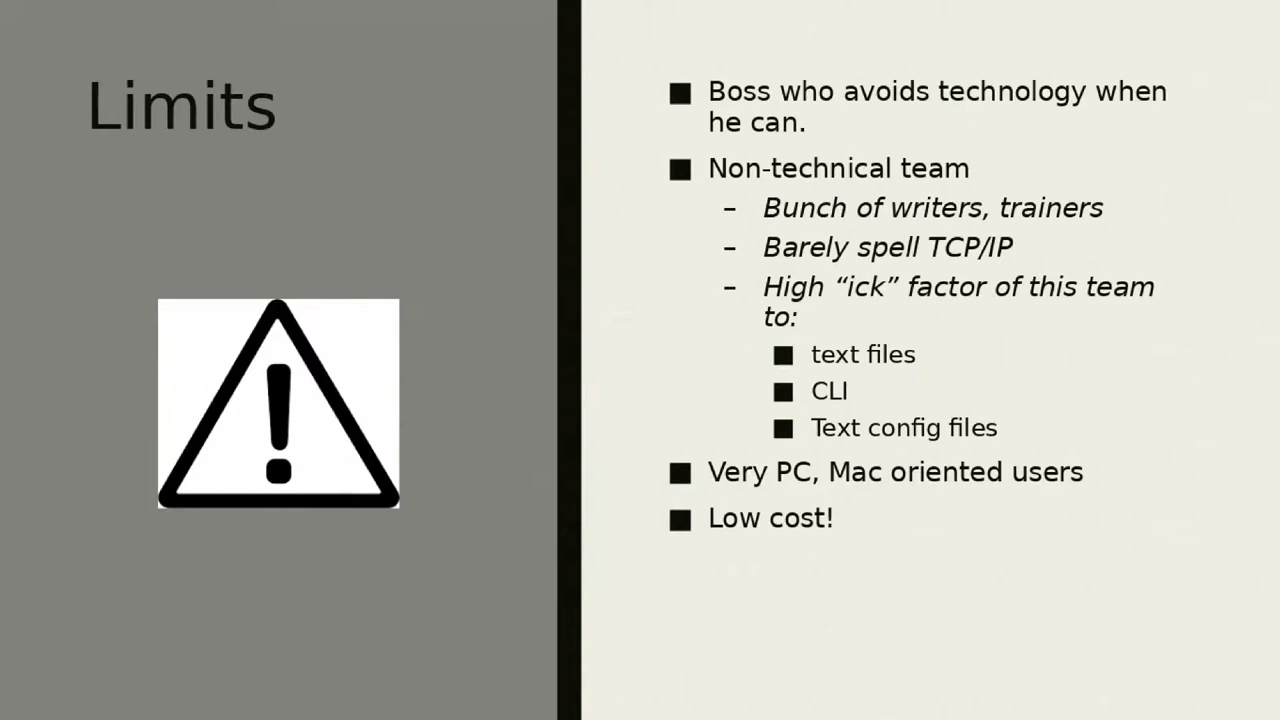 Limits
■ Boss who avoids technology when
he can.
■ Non-technical team
– Bunch of writers, trainers
– Barely spell TCP/IP
– High “ick” factor of this team
to:
■ text files
■ CLI
■ Text config files
■ Very PC, Mac oriented users
■ Low cost!